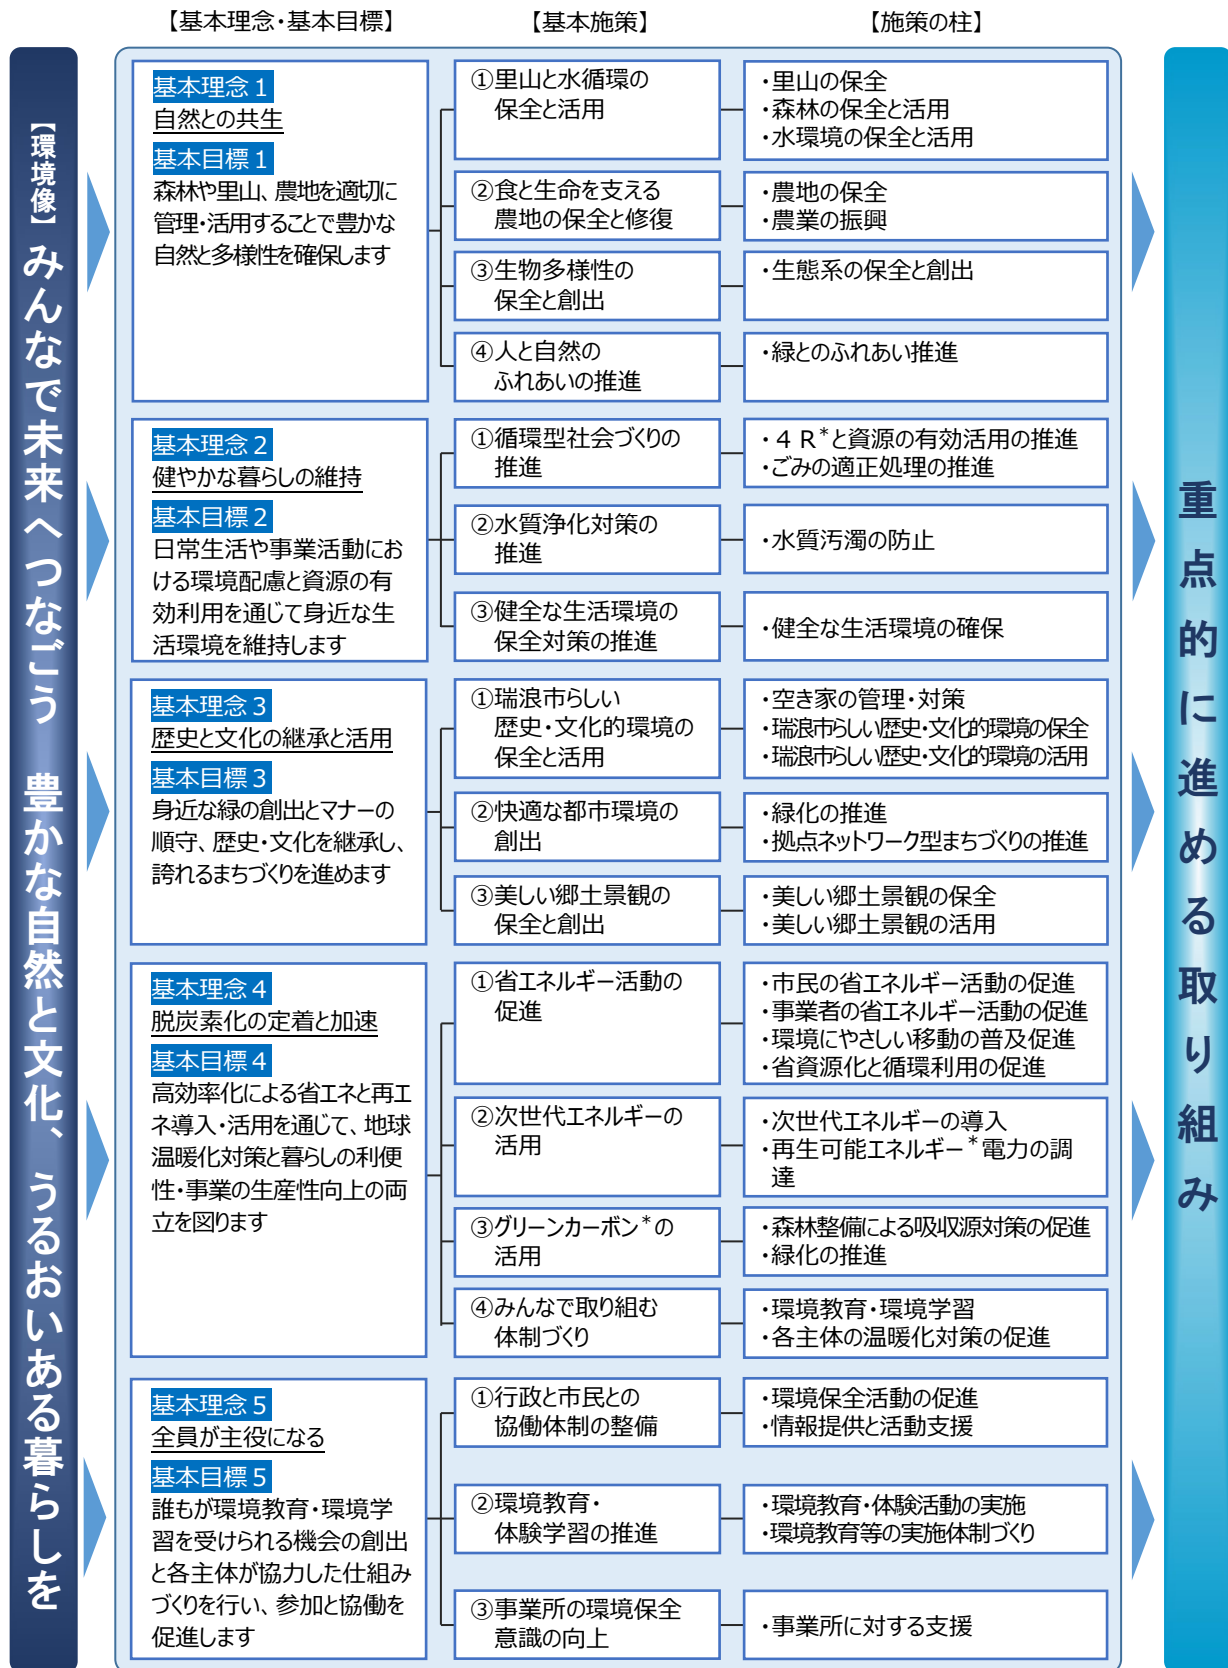 【基本理念・基本目標】
【基本施策】
【施策の柱】
【環境像】みんなで未来へつなごう　豊かな自然と文化、うるおいある暮らしを
基本理念１
自然との共生
基本目標１
森林や里山、農地を適切に
管理・活用することで豊かな
自然と多様性を確保します
①里山と水循環の
保全と活用
・里山の保全
・森林の保全と活用
・水環境の保全と活用
②食と生命を支える
農地の保全と修復
・農地の保全
・農業の振興
③生物多様性の
保全と創出
・生態系の保全と創出
④人と自然の
ふれあいの推進
・緑とのふれあい推進
基本理念２
健やかな暮らしの維持
基本目標２
日常生活や事業活動にお
ける環境配慮と資源の有
効利用を通じて身近な生
活環境を維持します
①循環型社会づくりの
推進
・４Ｒ*と資源の有効活用の推進
・ごみの適正処理の推進
②水質浄化対策の
推進
・水質汚濁の防止
③健全な生活環境の
保全対策の推進
・健全な生活環境の確保
基本理念３
歴史と文化の継承と活用
基本目標３
身近な緑の創出とマナーの
順守、歴史・文化を継承し、
誇れるまちづくりを進めます
①瑞浪市らしい
歴史・文化的環境の
保全と活用
・空き家の管理・対策
・瑞浪市らしい歴史・文化的環境の保全
・瑞浪市らしい歴史・文化的環境の活用
②快適な都市環境の
創出
・緑化の推進
・拠点ネットワーク型まちづくりの推進
③美しい郷土景観の
保全と創出
・美しい郷土景観の保全
・美しい郷土景観の活用
基本理念４
脱炭素化の定着と加速
基本目標４
高効率化による省エネと再エ
ネ導入・活用を通じて、地球
温暖化対策と暮らしの利便
性・事業の生産性向上の両
立を図ります
①省エネルギー活動の
促進
・市民の省エネルギー活動の促進
・事業者の省エネルギー活動の促進
・環境にやさしい移動の普及促進
・省資源化と循環利用の促進
②次世代エネルギーの
活用
・次世代エネルギーの導入
・再生可能エネルギー*電力の調
達
③グリーンカーボン*の
活用
・森林整備による吸収源対策の促進
・緑化の推進
④みんなで取り組む
体制づくり
・環境教育・環境学習
・各主体の温暖化対策の促進
基本理念５
全員が主役になる
基本目標５
誰もが環境教育・環境学
習を受けられる機会の創出
と各主体が協力した仕組み
づくりを行い、参加と協働を
促進します
①行政と市民との
協働体制の整備
・環境保全活動の促進
・情報提供と活動支援
②環境教育・
体験学習の推進
・環境教育・体験活動の実施
・環境教育等の実施体制づくり
③事業所の環境保全
意識の向上
・事業所に対する支援
重点的に進める取り組み